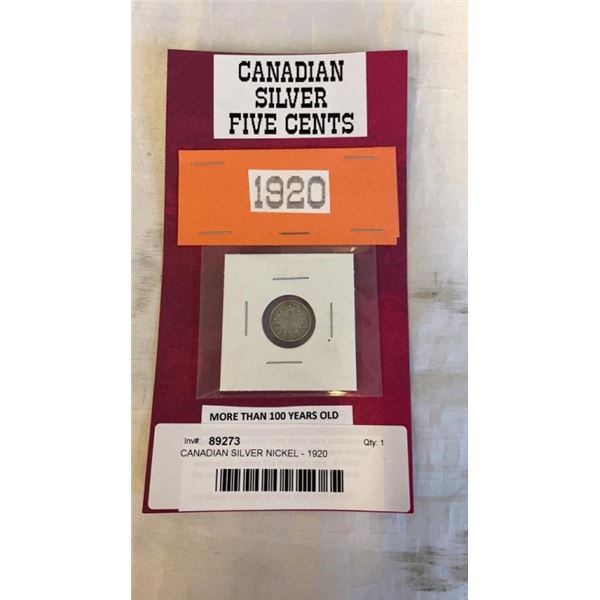 CANADIAN
SILVER
FIVE CENTS
1920
MORE THAN 100 YEARS OLD
Inv#: 89273 Qty: 1
CANADIAN SILVER NICKEL - 1920